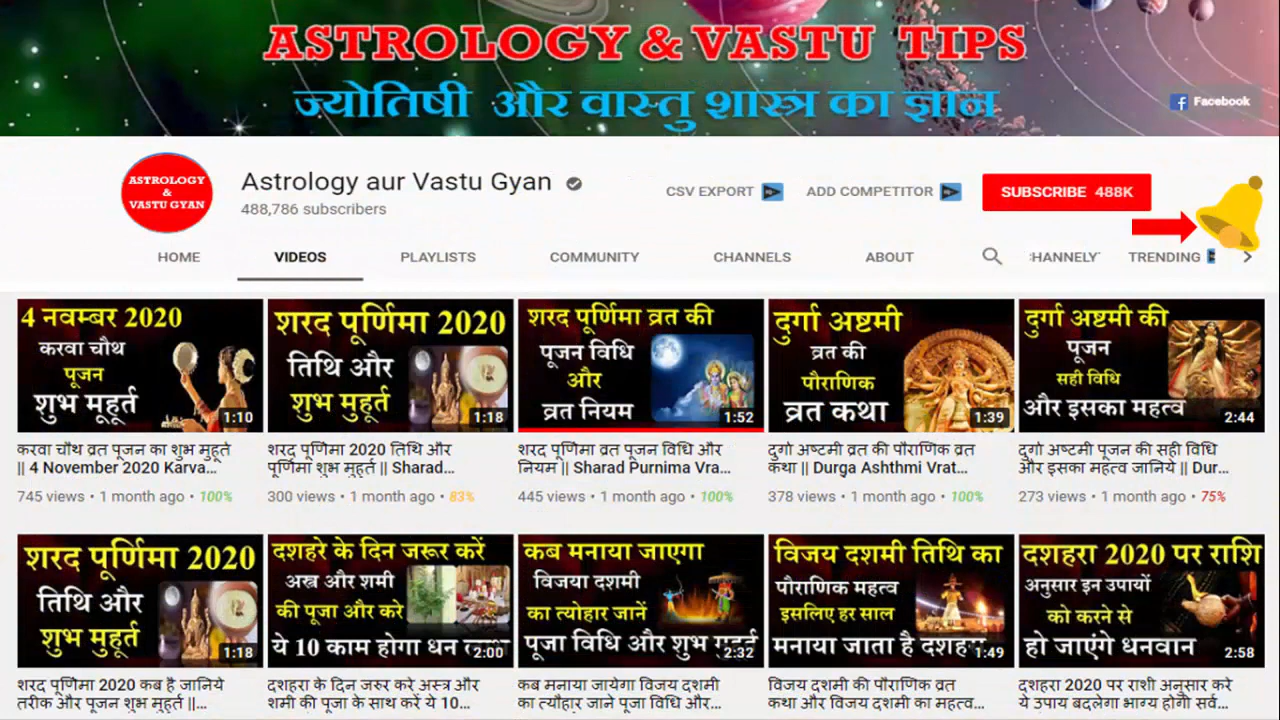 ASTROLOGY & VASTU TIPS
ज्योतिषी और वास्तु शास्त्र का ज्ञान
Facebook
ASTROLOGY
&
VASTU GYAN
Astrology aur Vastu Gyan
488,786 subscribers
CSV EXPORT
ADD COMPETITOR
SUBSCRIBE 488K
HOME VIDEOS PLAYLISTS COMMUNITY CHANNELS ABOUT HANNELY TRENDING
4 नवम्बर 2020
करवा चौथ
पूजन
शुभ मुहूर्त
1:10
करवा चौथ व्रत पूजन का शुभ मुहूर्त
|| 4 November 2020 Karva...
745 views • 1 month ago • 100%
शरद पूर्णिमा 2020
तिथि और
शुभ मुहूर्त
1:18
शरद पूर्णिमा 2020 तिथि और
पूर्णिमा शुभ मुहूर्त || Sharad...
300 views • 1 month ago • 83%
शरद पूर्णिमा व्रत की
पूजन विधि
और
व्रत नियम
1:52
शरद पूर्णिमा व्रत पूजन विधि और
नियम || Sharad Purnima Vra...
445 views • 1 month ago • 100%
दुर्गा अष्टमी
व्रत की
पौराणिक
व्रत कथा
1:39
दुर्गा अष्टमी व्रत की पौराणिक व्रत
कथा || Durga Ashthmi Vrat...
378 views • 1 month ago • 100%
दुर्गा अष्टमी की
पूजन
सही विधि
और इसका महत्व
2:44
दुर्गा अष्टमी पूजन की सही विधि
और इसका महत्व जानिये || Dur...
273 views • 1 month ago • 75%
शरद पूर्णिमा 2020
तिथि और
शुभ मुहूर्त
1:18
शरद पूर्णिमा 2020 कब है जानिये
तरीक और पूजन शुभ मुहूर्त ||...
दशहरे के दिन जरूर करें
अस्त्र और शमी
की पूजा और करे
ये 10 काम होगा धन
2:00
दशहरा के दिन जरुर करे अस्त्र और
शमी की पूजा के साथ करें ये 10...
कब मनाया जाएगा
विजया दशमी
का त्योहार जानें
पूजा विधि और शुभ मुहूर्त
2:32
कब मनाया जायेगा विजय दशमी
का त्यौहार जाने पूजा विधि और...
विजय दशमी तिथि का
पौराणिक महत्व
इसलिए हर साल
मनाया जाता है दशह
1:49
विजय दशमी की पौराणिक व्रत
कथा और विजय दशमी का महत्व...
दशहरा 2020 पर राशि
अनुसार इन उपायों
को करने से
हो जाएंगे धनवान
2:58
दशहरा 2020 पर राशी अनुसार करे
ये उपाय बदलेगा भाग्य होगी सर्व...